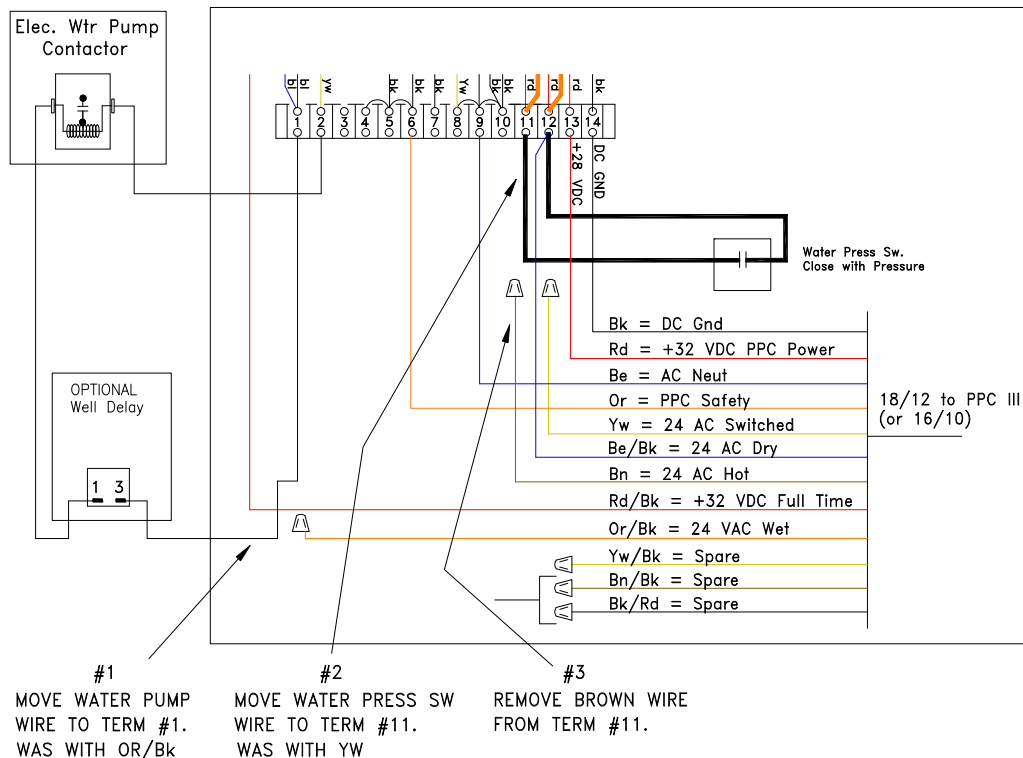 Elec. Wtr Pump
Contactor
bl
bl
Yw
bk
bk
bk
Yw
bk
bk
rd
rd
rd
bk
1 2 3 4 5 6 7 8 9 10 11 12 13 14
+28 VDC
DC GND
Water Press Sw.
Close with Pressure
Bk = DC Gnd
Rd = +32 VDC PPC Power
Be = AC Neut
Or = PPC Safety
Yw = 24 AC Switched
Be/Bk = 24 AC Dry
Bn = 24 AC Hot
Rd/Bk = +32 VDC Full Time
Or/Bk = 24 VAC Wet
Yw/Bk = Spare
Bn/Bk = Spare
Bk/Rd = Spare
18/12 to PPC III
(or 16/10)
OPTIONAL
Well Delay
1 3
#1
MOVE WATER PUMP
WIRE TO TERM #1.
WAS WITH OR/Bk
#2
MOVE WATER PRESS SW
WIRE TO TERM #11.
WAS WITH YW
#3
REMOVE BROWN WIRE
FROM TERM #11.